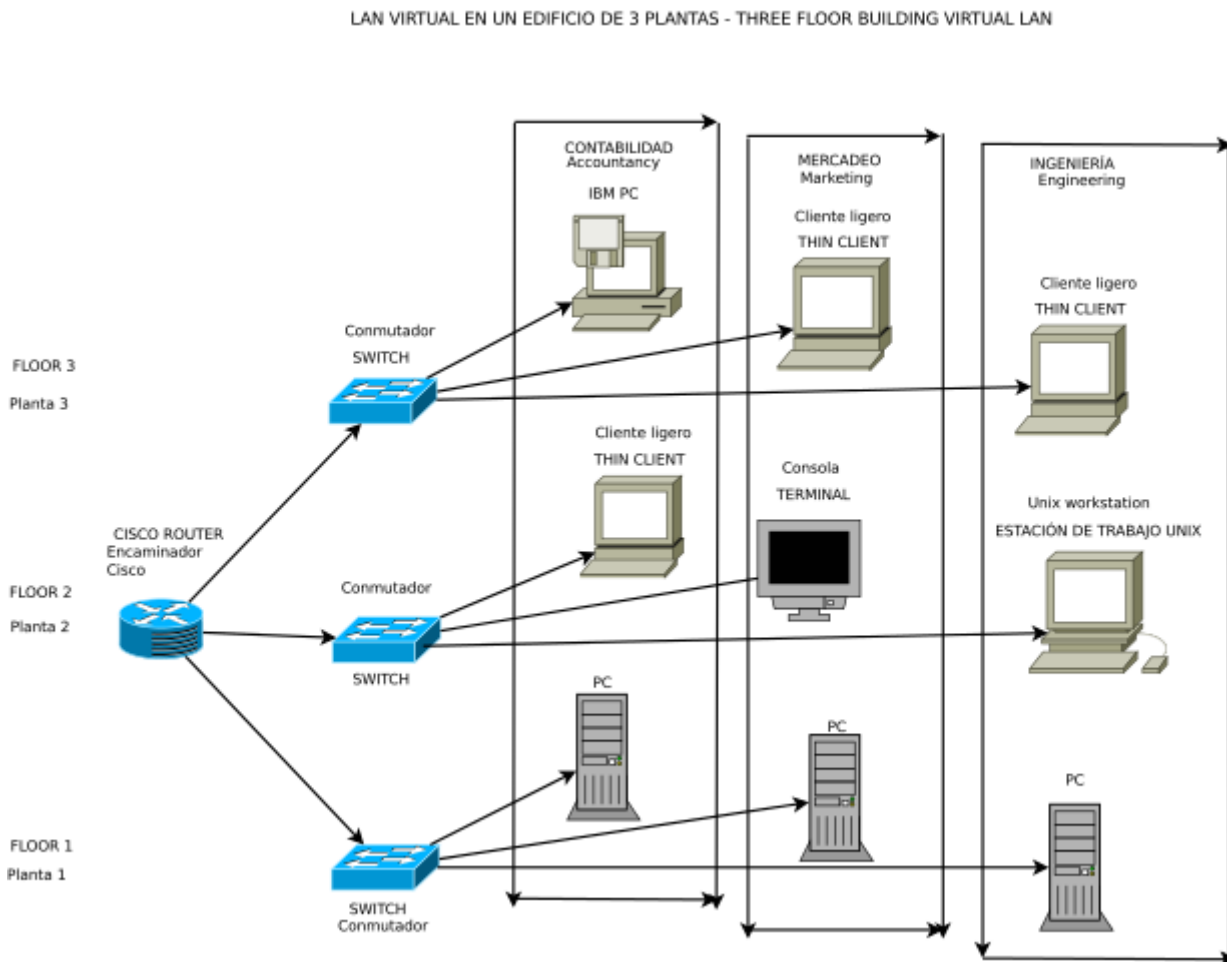 LAN VIRTUAL EN UN EDIFICIO DE 3 PLANTAS - THREE FLOOR BUILDING VIRTUAL LAN
CONTABILIDAD
Accountancy
IBM PC
MERCADEO
Marketing
Cliente ligero
THIN CLIENT
INGENIERÍA
Engineering
Cliente ligero
THIN CLIENT
Conmutador
SWITCH
FLOOR 3
Planta 3
Cliente ligero
THIN CLIENT
Consola
TERMINAL
Unix workstation
ESTACIÓN DE TRABAJO UNIX
CISCO ROUTER
Encaminador
Cisco
FLOOR 2
Planta 2
Conmutador
SWITCH
PC
PC
PC
FLOOR 1
Planta 1
SWITCH
Conmutador